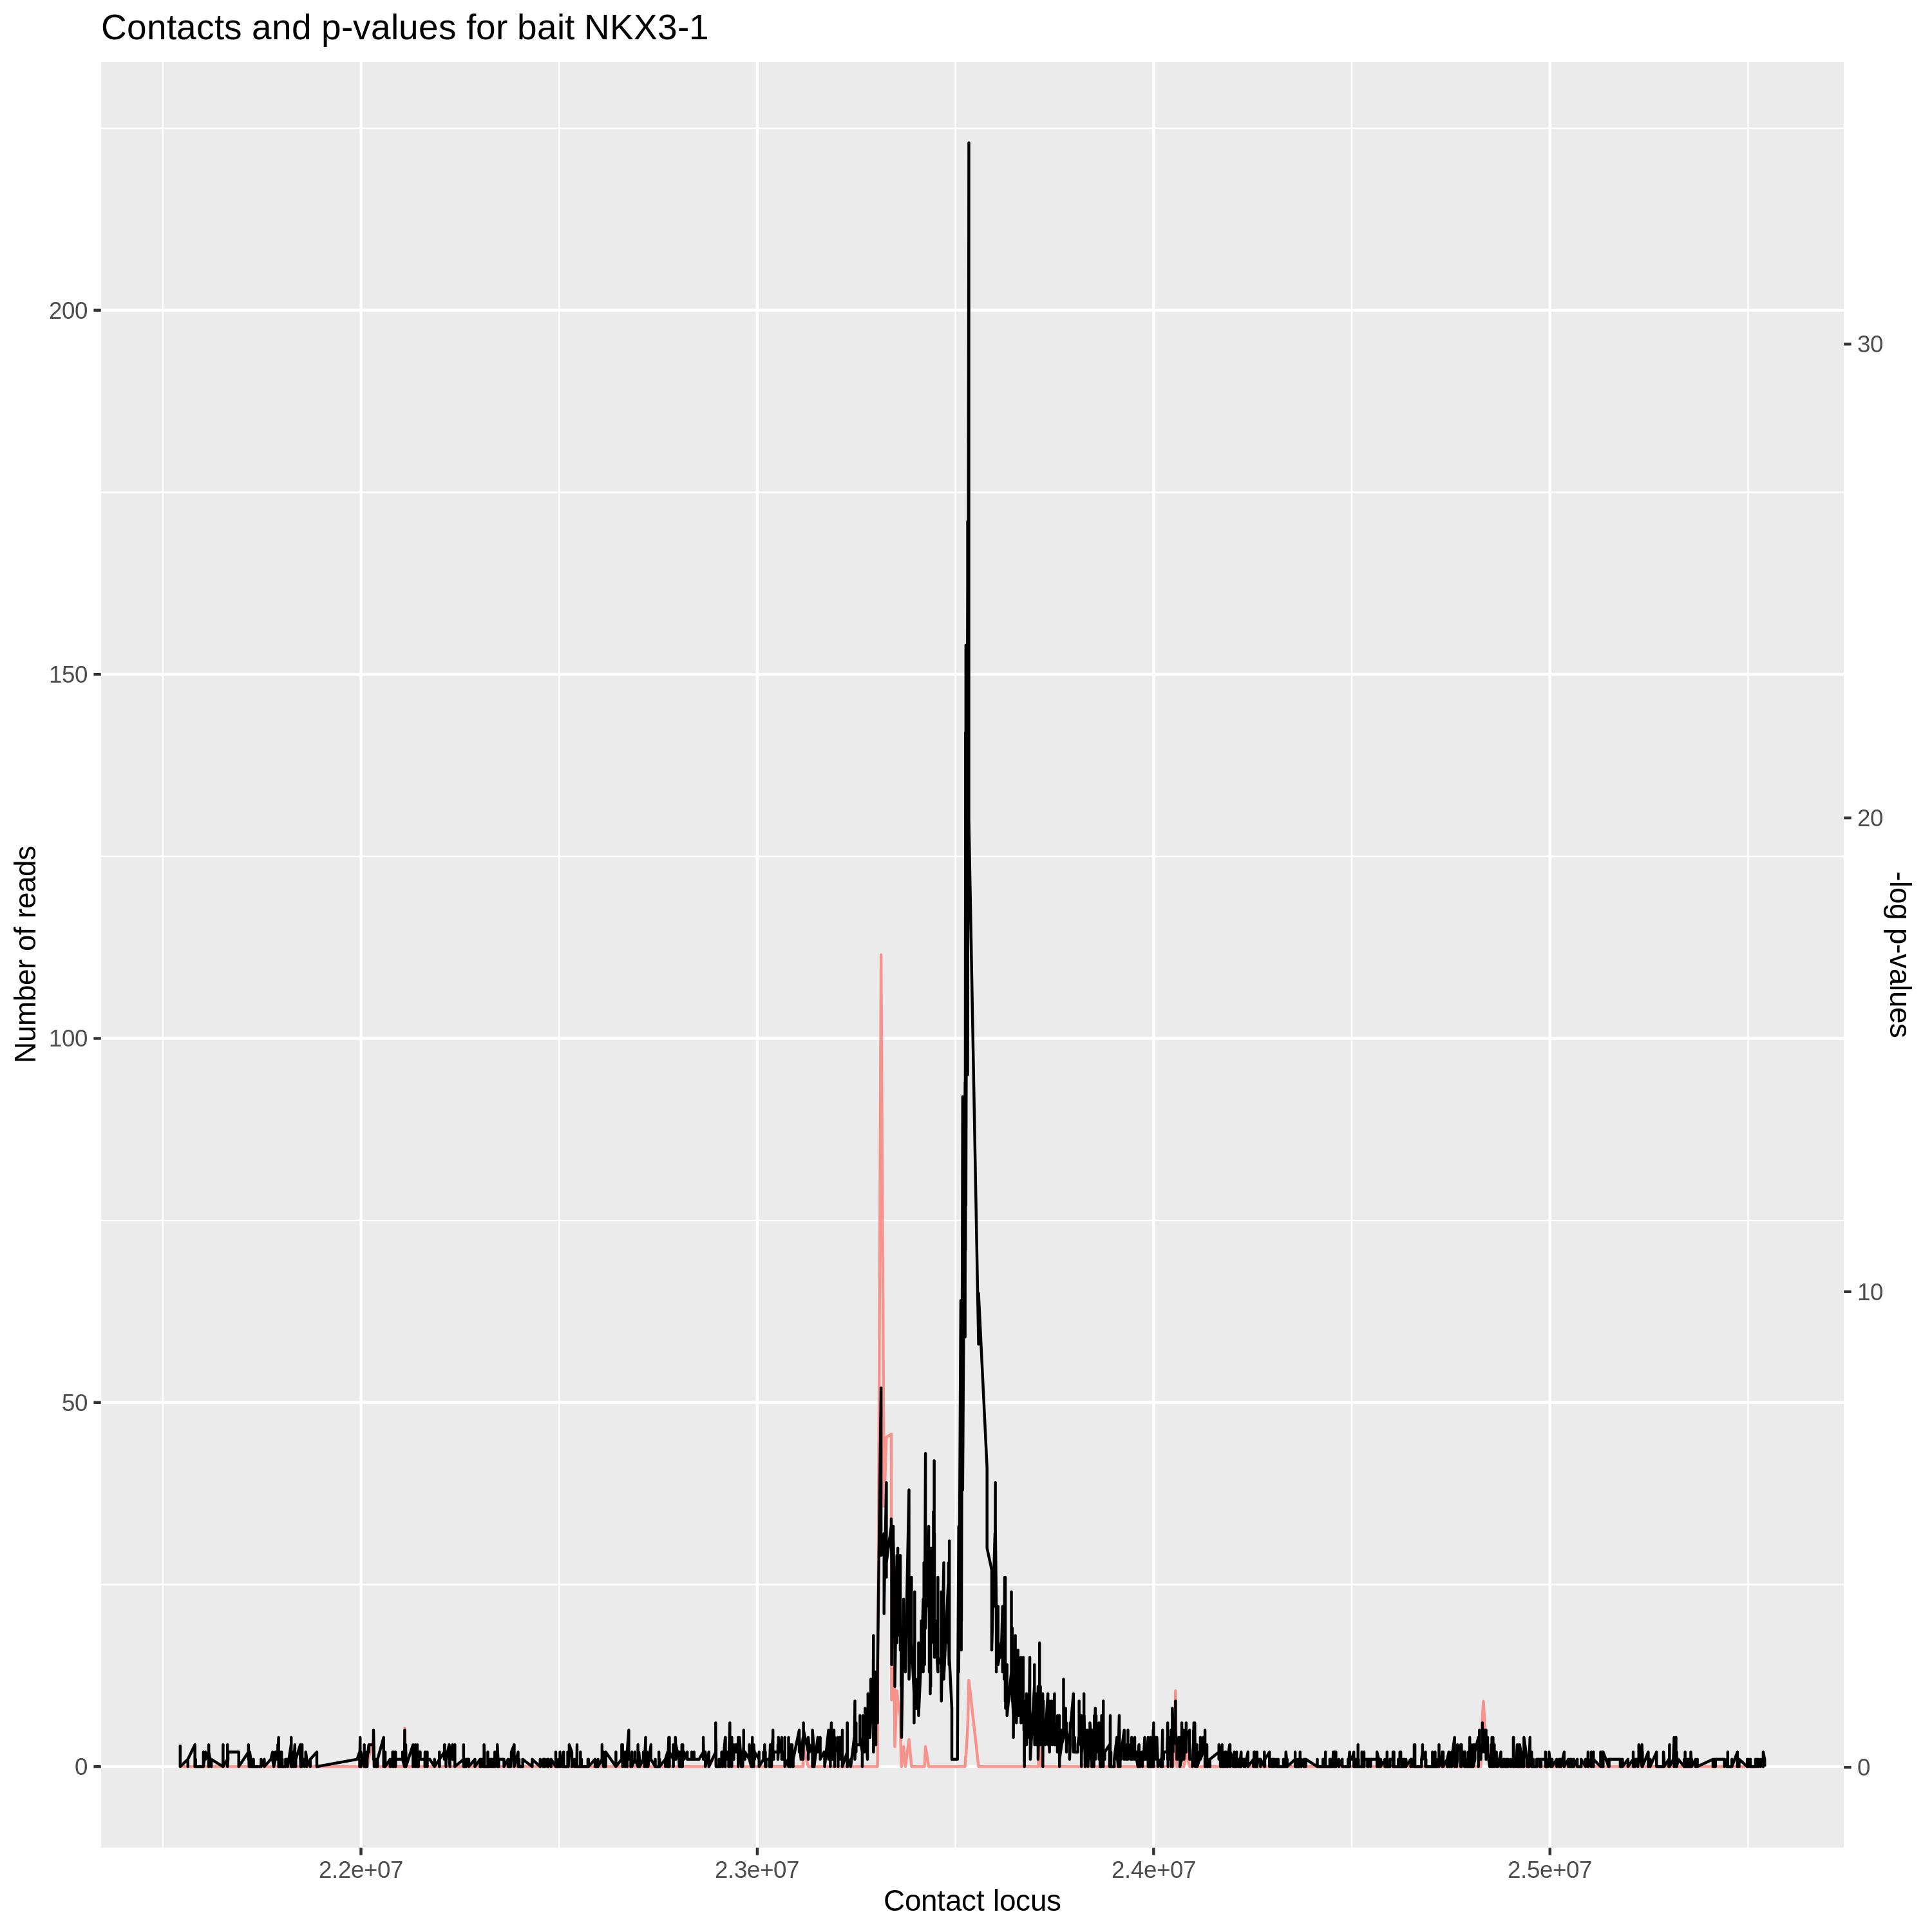 Contacts and p-values for bait NKX3-1
Number of reads
200
150
100
50
0
30
20
10
0
-log p-values
2.2e+07
2.3e+07
2.4e+07
2.5e+07
Contact locus